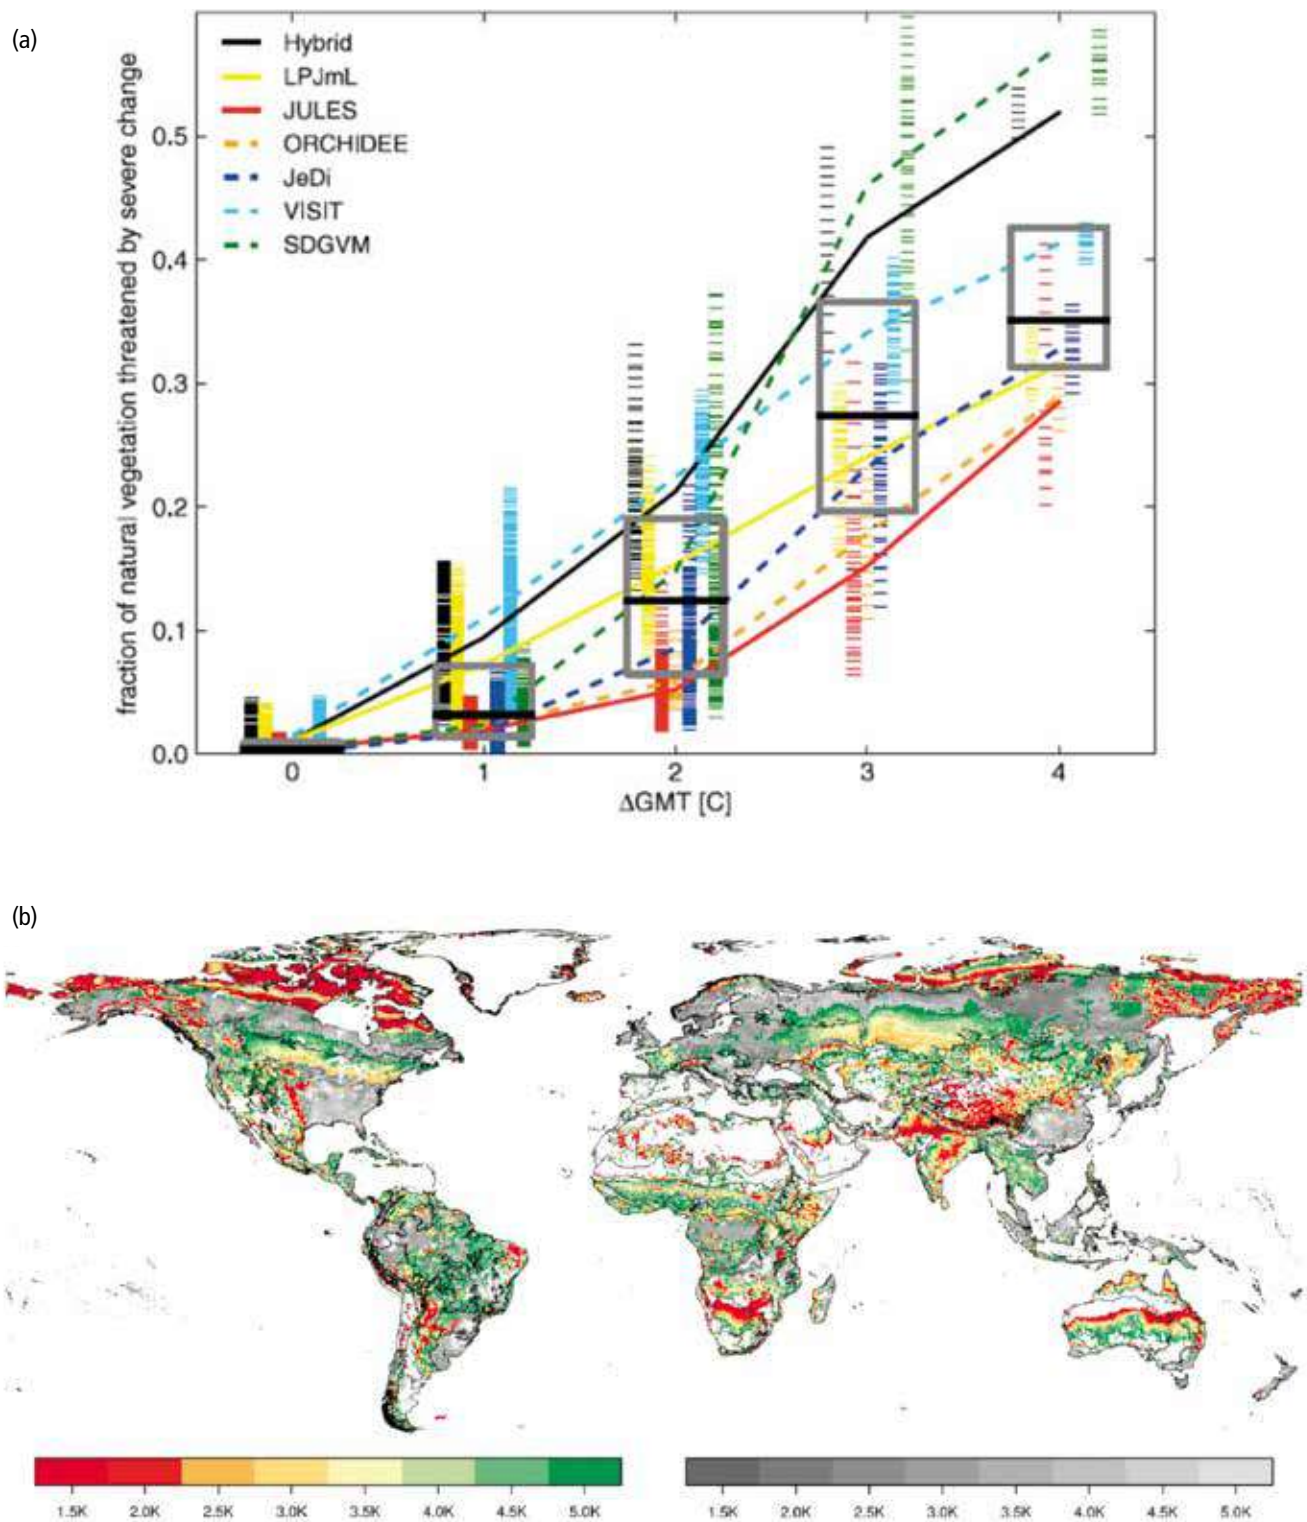 (a)
fraction of natural vegetation threatened by severe change
Hybrid
LPJmL
JULES
ORCHIDEE
JeDi
VISIT
SDGVM
0.5
0.4
0.3
0.2
0.1
0.0
0 1 2 3 4
ΔGMT [C]
(b)
1.5K 2.0K 2.5K 3.0K 3.5K 4.0K 4.5K 5.0K
1.5K 2.0K 2.5K 3.0K 3.5K 4.0K 4.5K 5.0K